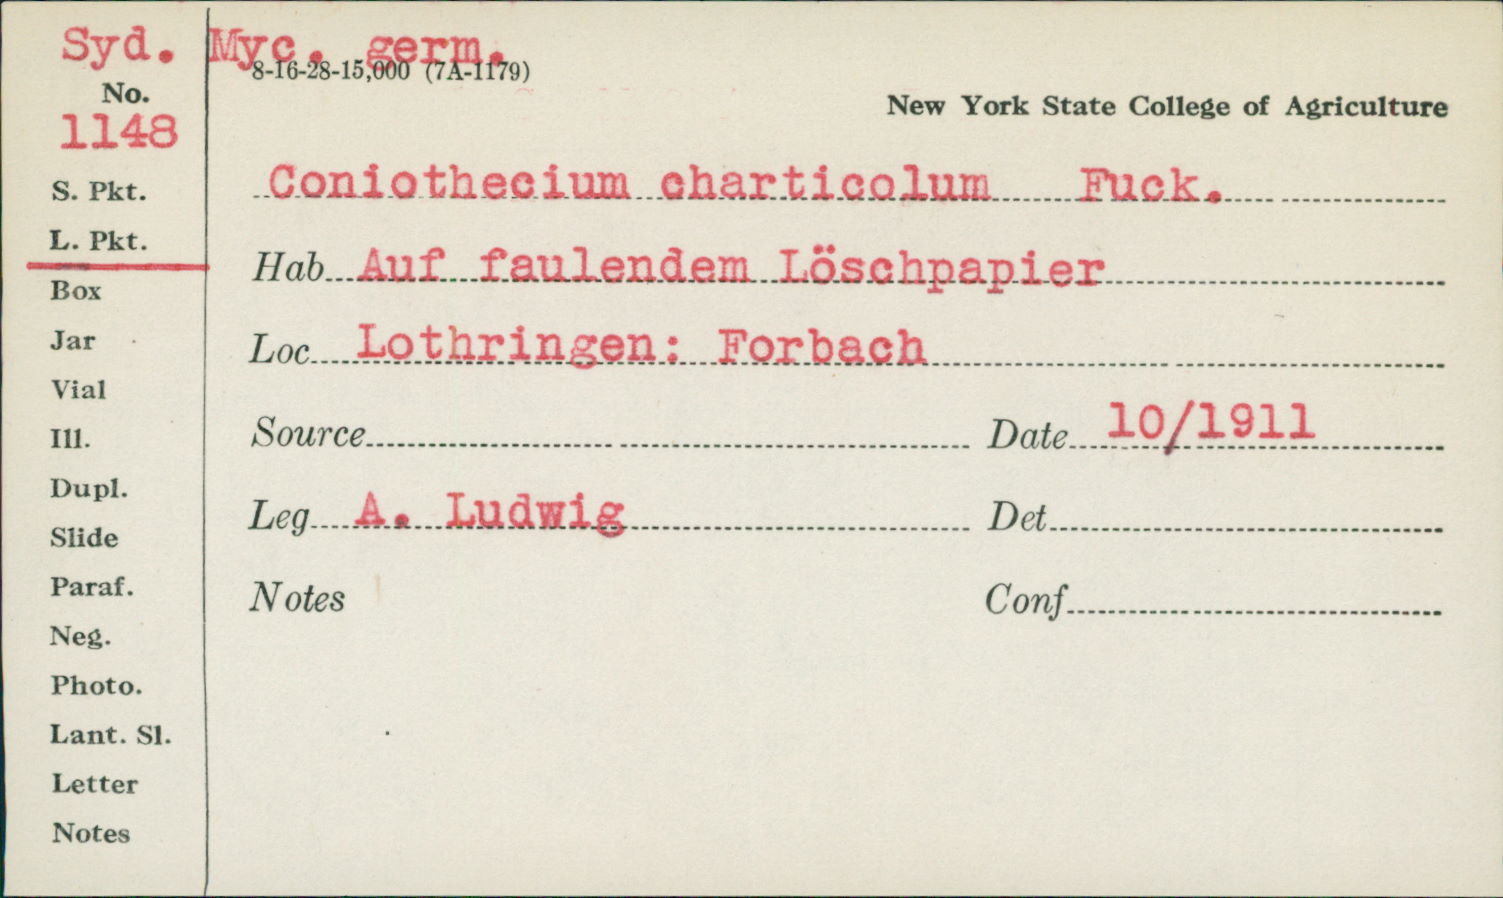 Syd. Myc. germ.
8-16-28-15,000 (7A-1179)
No.
1148
New York State College of Agriculture
S. Pkt.
Coniothecium charticolum Fuck.
L. Pkt.
Hab. Auf faulendem Löschpapier
Box
Jar
Loc. Lothringen: Forbach
Vial
Ill.
Source Date 10/1911
Dupl.
Leg. A. Ludwig Det.
Slide
Paraf.
Notes Conf.
Neg.
Photo.
Lant. Sl.
Letter
Notes